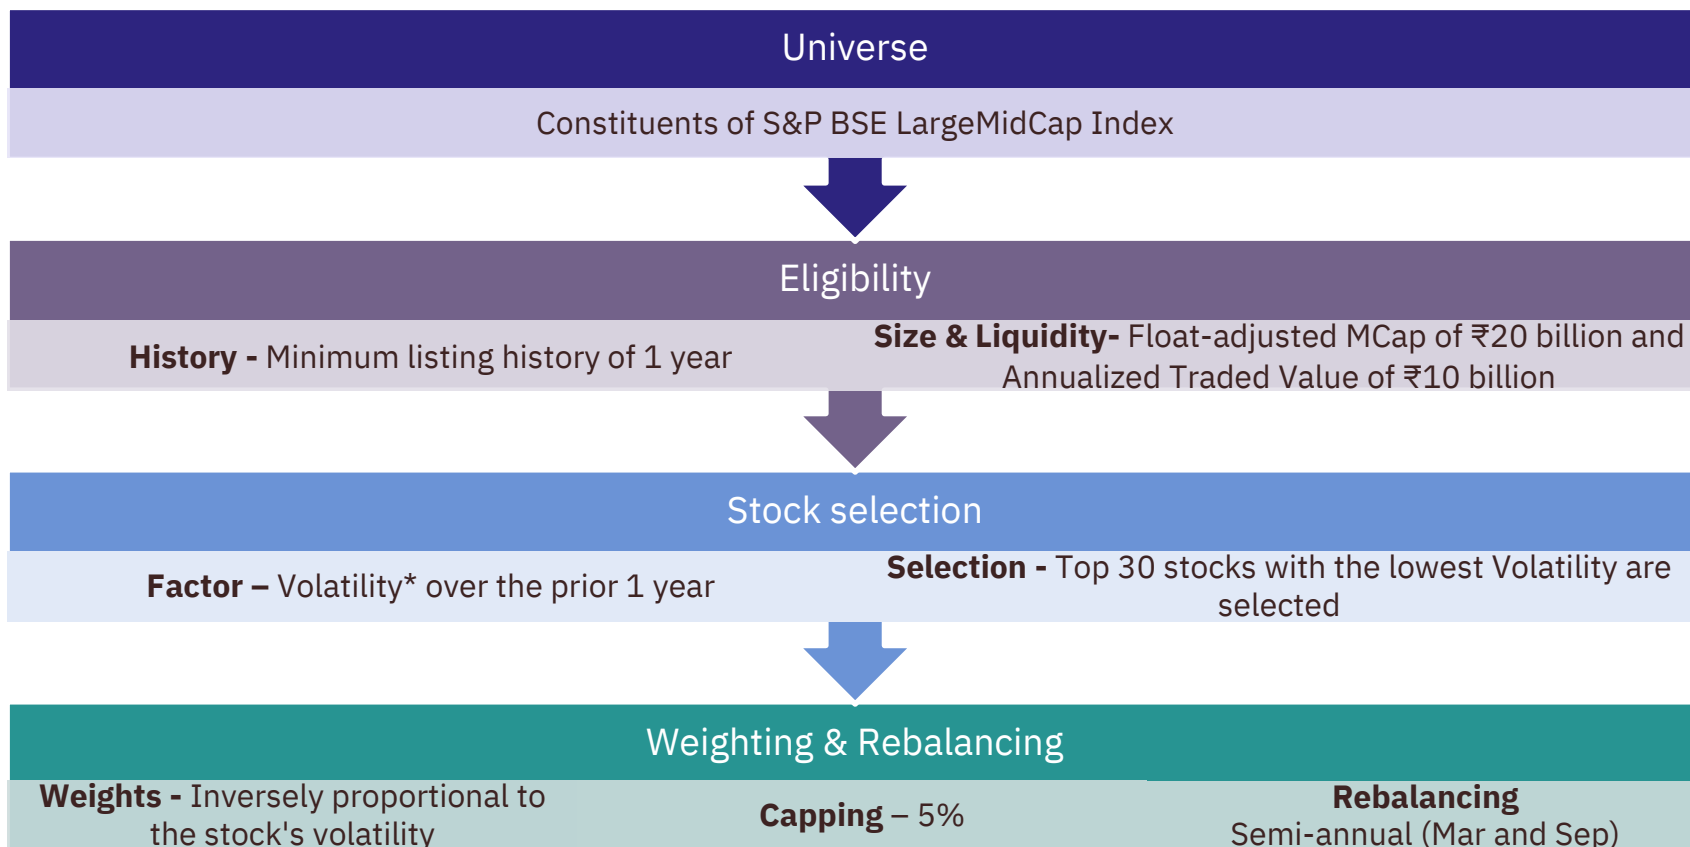 Universe
Constituents of S&P BSE LargeMidCap Index
Eligibility
History - Minimum listing history of 1 year
Size & Liquidity- Float-adjusted MCap of ₹20 billion and
Annualized Traded Value of ₹10 billion
Stock selection
Factor – Volatility* over the prior 1 year
Selection - Top 30 stocks with the lowest Volatility are
selected
Weighting & Rebalancing
Weights - Inversely proportional to
the stock's volatility
Capping – 5%
Rebalancing
Semi-annual (Mar and Sep)